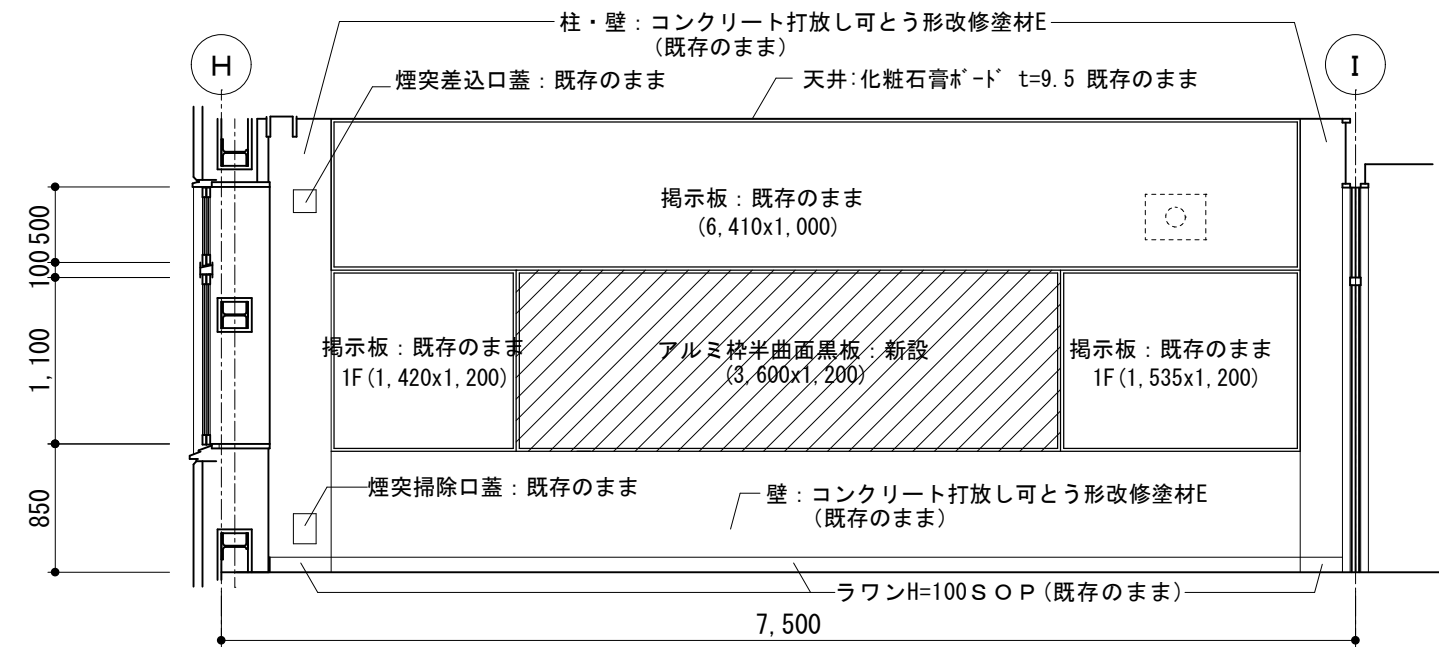 柱・壁：コンクリート打放し可とう形改修塗材E
(既存のまま)
H
I
煙突差込口蓋：既存のまま
天井:化粧石膏ﾎﾞｰﾄﾞ t=9.5 既存のまま
500
100
1,100
850
掲示板：既存のまま
(6,410x1,000)
掲示板：既存のまま
1F(1,420x1,200)
アルミ枠半曲面黒板：新設
(3,600x1,200)
掲示板：既存のまま
1F(1,535x1,200)
煙突掃除口蓋：既存のまま
壁：コンクリート打放し可とう形改修塗材E
(既存のまま)
ラワンH=100ＳＯＰ(既存のまま)
7,500